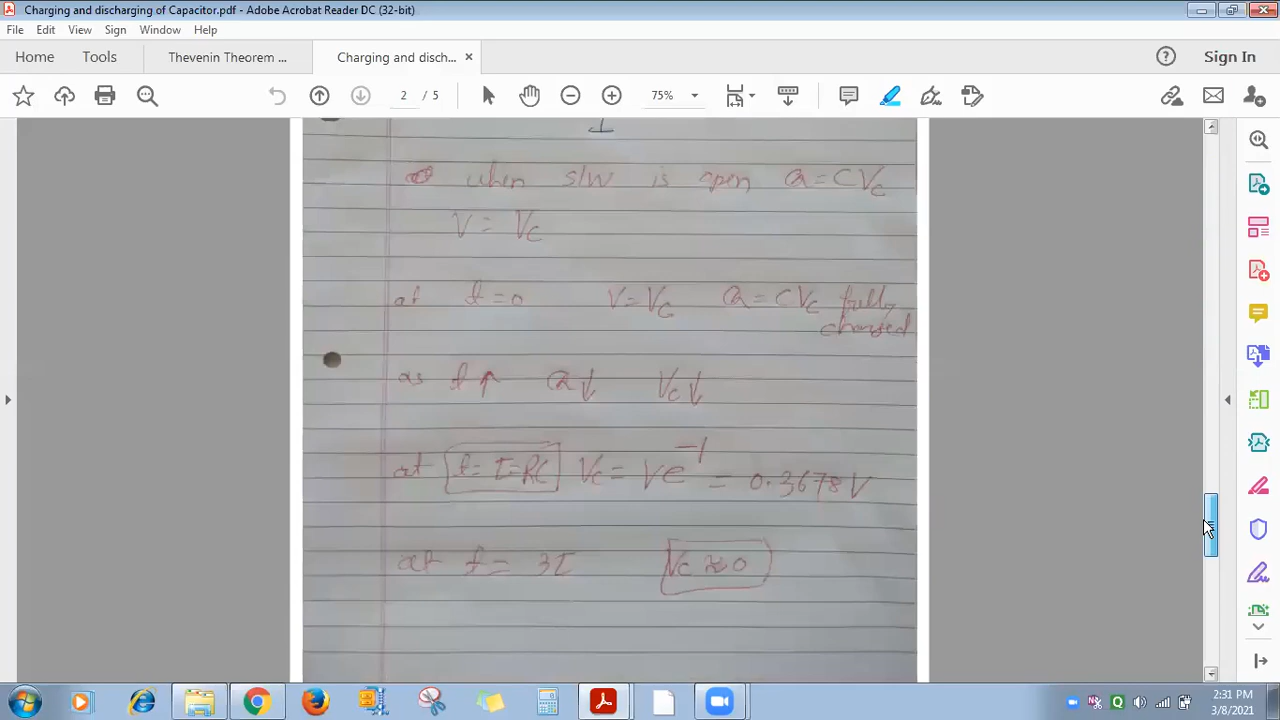 Charging and discharging of Capacitor.pdf - Adobe Acrobat Reader DC (32-bit)
File Edit View Sign Window Help
Home Tools Thevenin Theorem ... Charging and disch... × Sign In
2 / 5 75%
when s/w is open Q = CVc
V = Vc
at t = 0 V = Vc Q = CVc fully
charged
as t↑ Q↓ Vc↓
at t = τ = RC Vc = Ve⁻¹ = 0.3678 V
at t = 3τ Vc ≈ 0
2:31 PM
3/8/2021